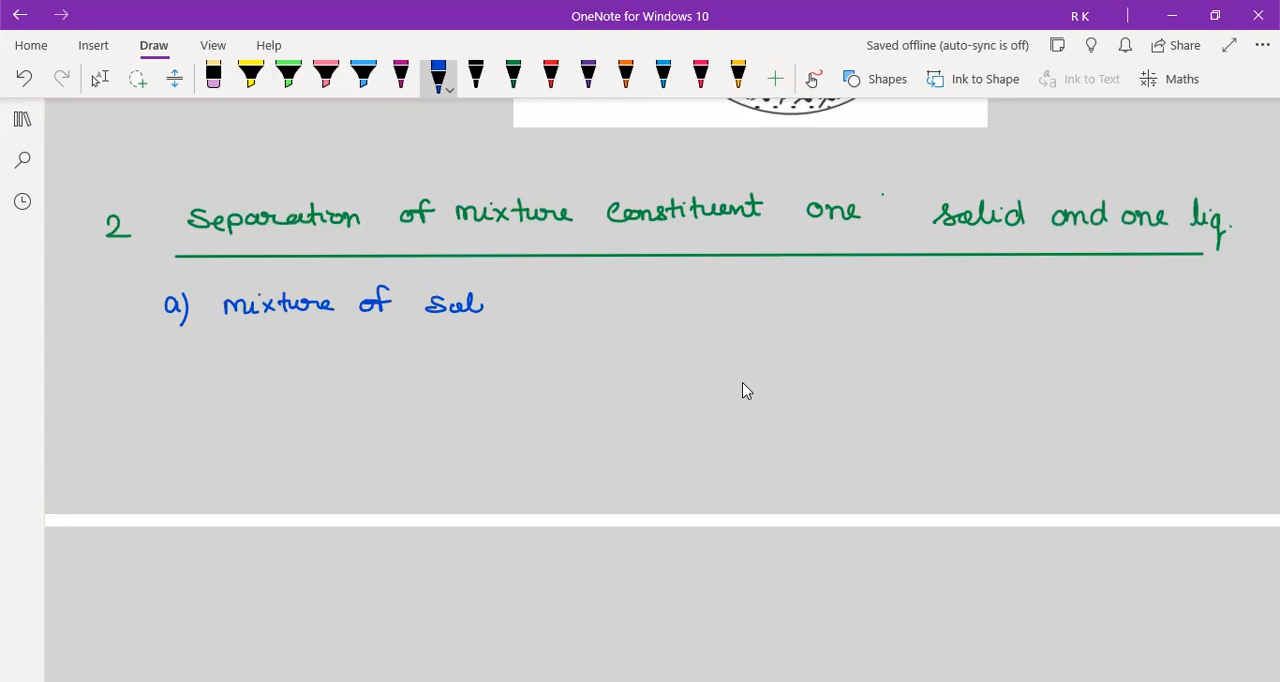 OneNote for Windows 10
R K
Home Insert Draw View Help
Saved offline (auto-sync is off)
Share
Shapes
Ink to Shape
Ink to Text
Maths
2 Separation of mixture constituent one solid and one liq.
a) mixture of sal